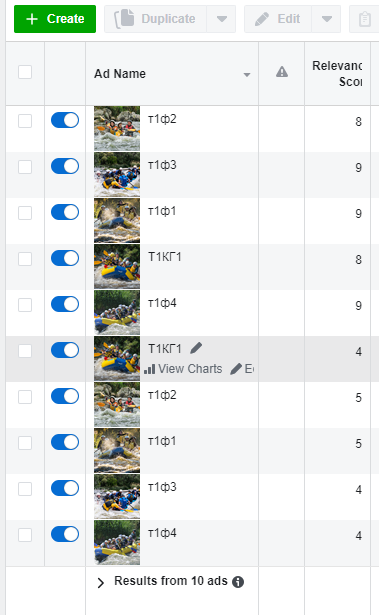 + Create Duplicate Edit
Ad Name Relevanc
Scor
т1ф2 8
т1ф3 9
т1ф1 9
Т1КГ1 8
т1ф4 9
Т1КГ1 4
View Charts E
т1ф2 5
т1ф1 5
т1ф3 4
т1ф4 4
Results from 10 ads